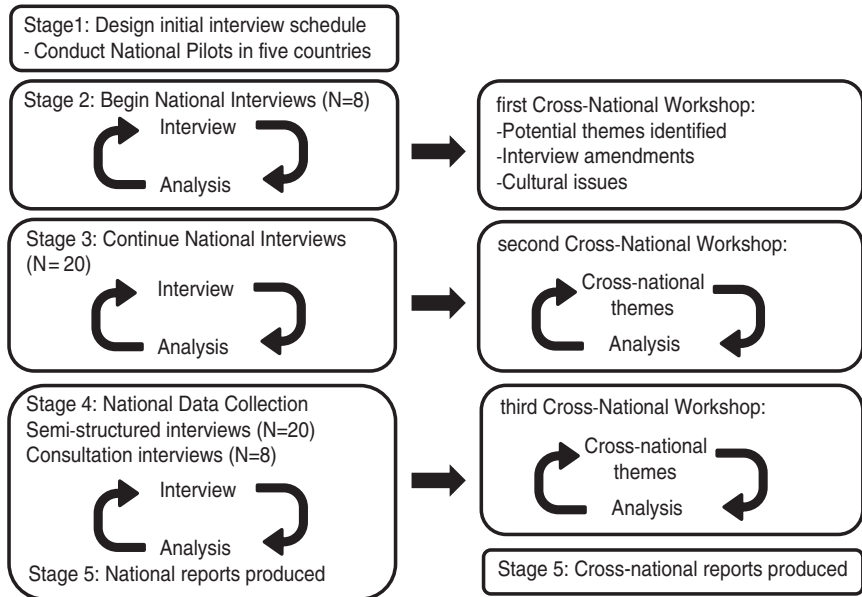 Stage1: Design initial interview schedule
- Conduct National Pilots in five countries
Stage 2: Begin National Interviews (N=8)
Interview
Analysis
first Cross-National Workshop:
-Potential themes identified
-Interview amendments
-Cultural issues
Stage 3: Continue National Interviews
(N=20)
Interview
Analysis
second Cross-National Workshop:
Cross-national
themes
Analysis
Stage 4: National Data Collection
Semi-structured interviews (N=20)
Consultation interviews (N=8)
Interview
Analysis
Stage 5: National reports produced
third Cross-National Workshop:
Cross-national
themes
Analysis
Stage 5: Cross-national reports produced